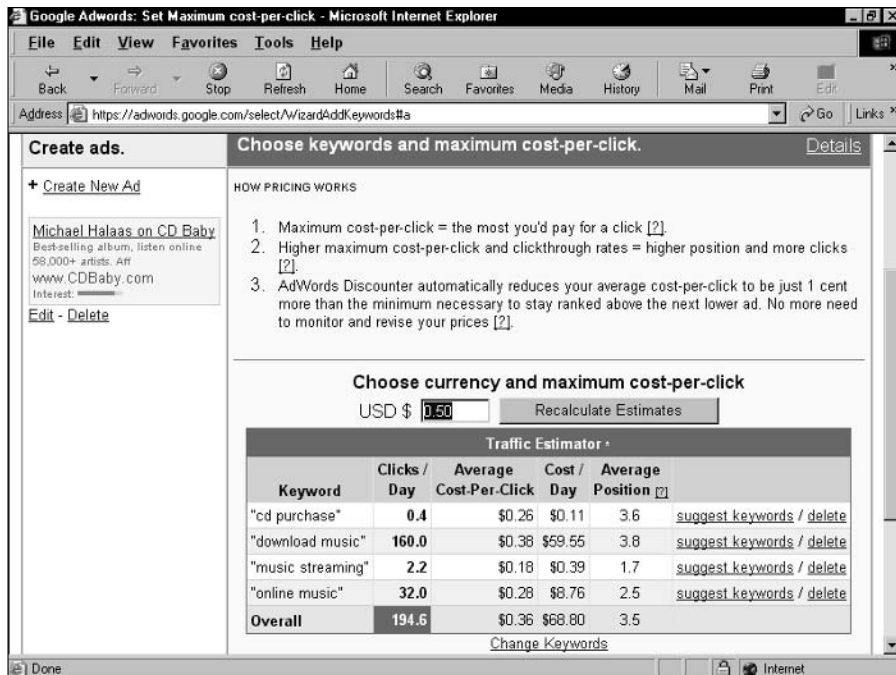 Google Adwords: Set Maximum cost-per-click - Microsoft Internet Explorer
File Edit View Favorites Tools Help
Back Forward Stop Refresh Home Search Favorites Media History Mail Print Edit
Address https://adwords.google.com/select/WizardAddKeywords#a Go Links
Create ads.
+ Create New Ad
Michael Halaas on CD Baby
Best-selling album, listen online
58,000+ artists. Aff
www.CDBaby.com
Interest:
Edit - Delete
Choose keywords and maximum cost-per-click. Details
HOW PRICING WORKS
1. Maximum cost-per-click = the most you'd pay for a click [?].
2. Higher maximum cost-per-click and clickthrough rates = higher position and more clicks
[?].
3. AdWords Discounter automatically reduces your average cost-per-click to be just 1 cent
more than the minimum necessary to stay ranked above the next lower ad. No more need
to monitor and revise your prices [?].
Choose currency and maximum cost-per-click
USD $ 0.50 Recalculate Estimates
Traffic Estimator *
Keyword Clicks / Day Average Cost-Per-Click Cost / Day Average Position [?]
"cd purchase" 0.4 $0.26 $0.11 3.6 suggest keywords / delete
"download music" 160.0 $0.38 $59.55 3.8 suggest keywords / delete
"music streaming" 2.2 $0.18 $0.39 1.7 suggest keywords / delete
"online music" 32.0 $0.28 $8.76 2.5 suggest keywords / delete
Overall 194.6 $0.36 $68.80 3.5
Change Keywords
Done Internet